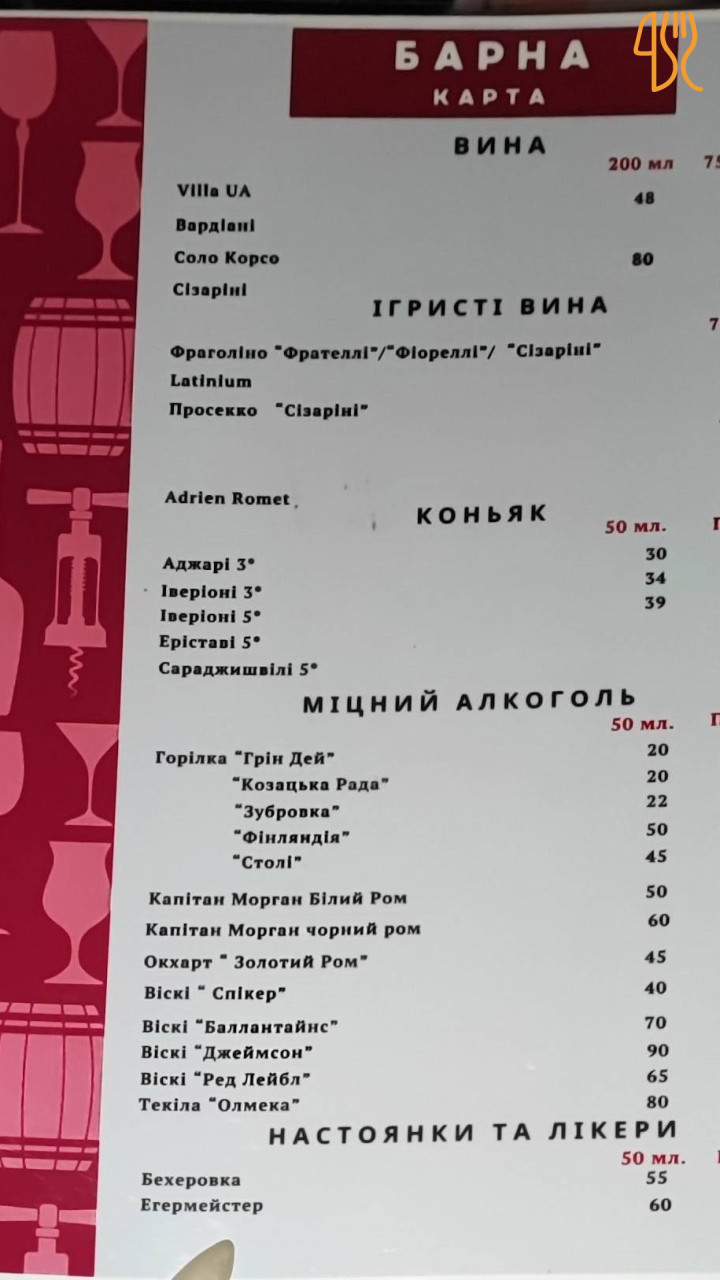 БАРНА
КАРТА
ВИНА
200 мл 75
Villa UA 48
Вардіані
Соло Корсо 80
Сізаріні
ІГРИСТІ ВИНА
7
Фраголіно "Фрателлі"/"Фіореллі"/ "Сізаріні"
Latinium
Просекко "Сізаріні"
Adrien Romet
КОНЬЯК
50 мл.
Аджарі 3* 30
Іверіоні 3* 34
Іверіоні 5* 39
Еріставі 5*
Сараджишвілі 5*
МІЦНИЙ АЛКОГОЛЬ
50 мл.
Горілка "Грін Дей" 20
"Козацька Рада" 20
"Зубровка" 22
"Фінляндія" 50
"Столі" 45
Капітан Морган Білий Ром 50
Капітан Морган чорний ром 60
Окхарт " Золотий Ром" 45
Віскі " Спікер" 40
Віскі "Баллантайнс" 70
Віскі "Джеймсон" 90
Віскі "Ред Лейбл" 65
Текіла "Олмека" 80
НАСТОЯНКИ ТА ЛІКЕРИ
50 мл.
Бехеровка 55
Егермейстер 60